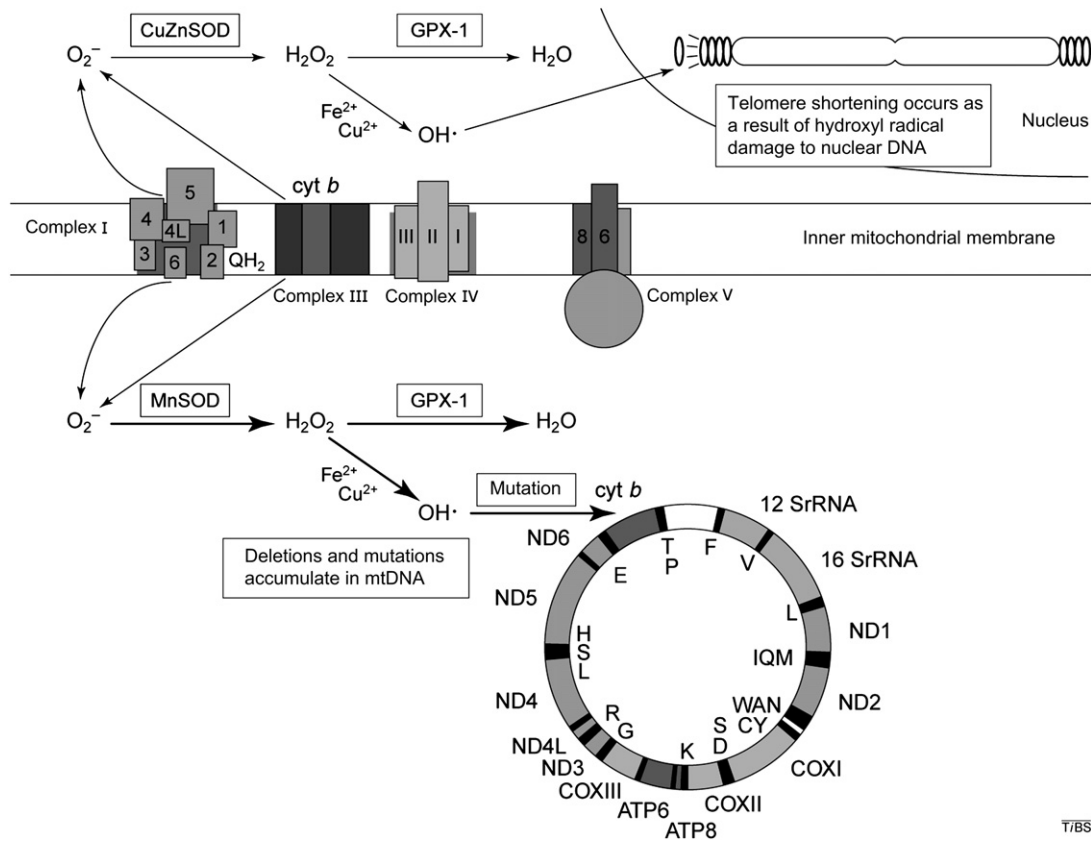 CuZnSOD
GPX-1
O₂⁻
H₂O₂
H₂O
Fe²⁺
Cu²⁺
OH·
Telomere shortening occurs as
a result of hydroxyl radical
damage to nuclear DNA
Nucleus
cyt b
Complex I
5
4
4L
1
3
6
2
QH₂
III
II
I
8
6
Inner mitochondrial membrane
Complex III
Complex IV
Complex V
MnSOD
GPX-1
O₂⁻
H₂O₂
H₂O
Fe²⁺
Cu²⁺
OH·
Mutation
cyt b
Deletions and mutations
accumulate in mtDNA
12 SrRNA
16 SrRNA
ND1
ND2
COXI
COXII
ATP8
ATP6
COXIII
ND3
ND4L
ND4
ND5
ND6
T
P
F
V
L
IQM
WAN
CY
S
D
K
G
R
H
S
L
E
TiBS